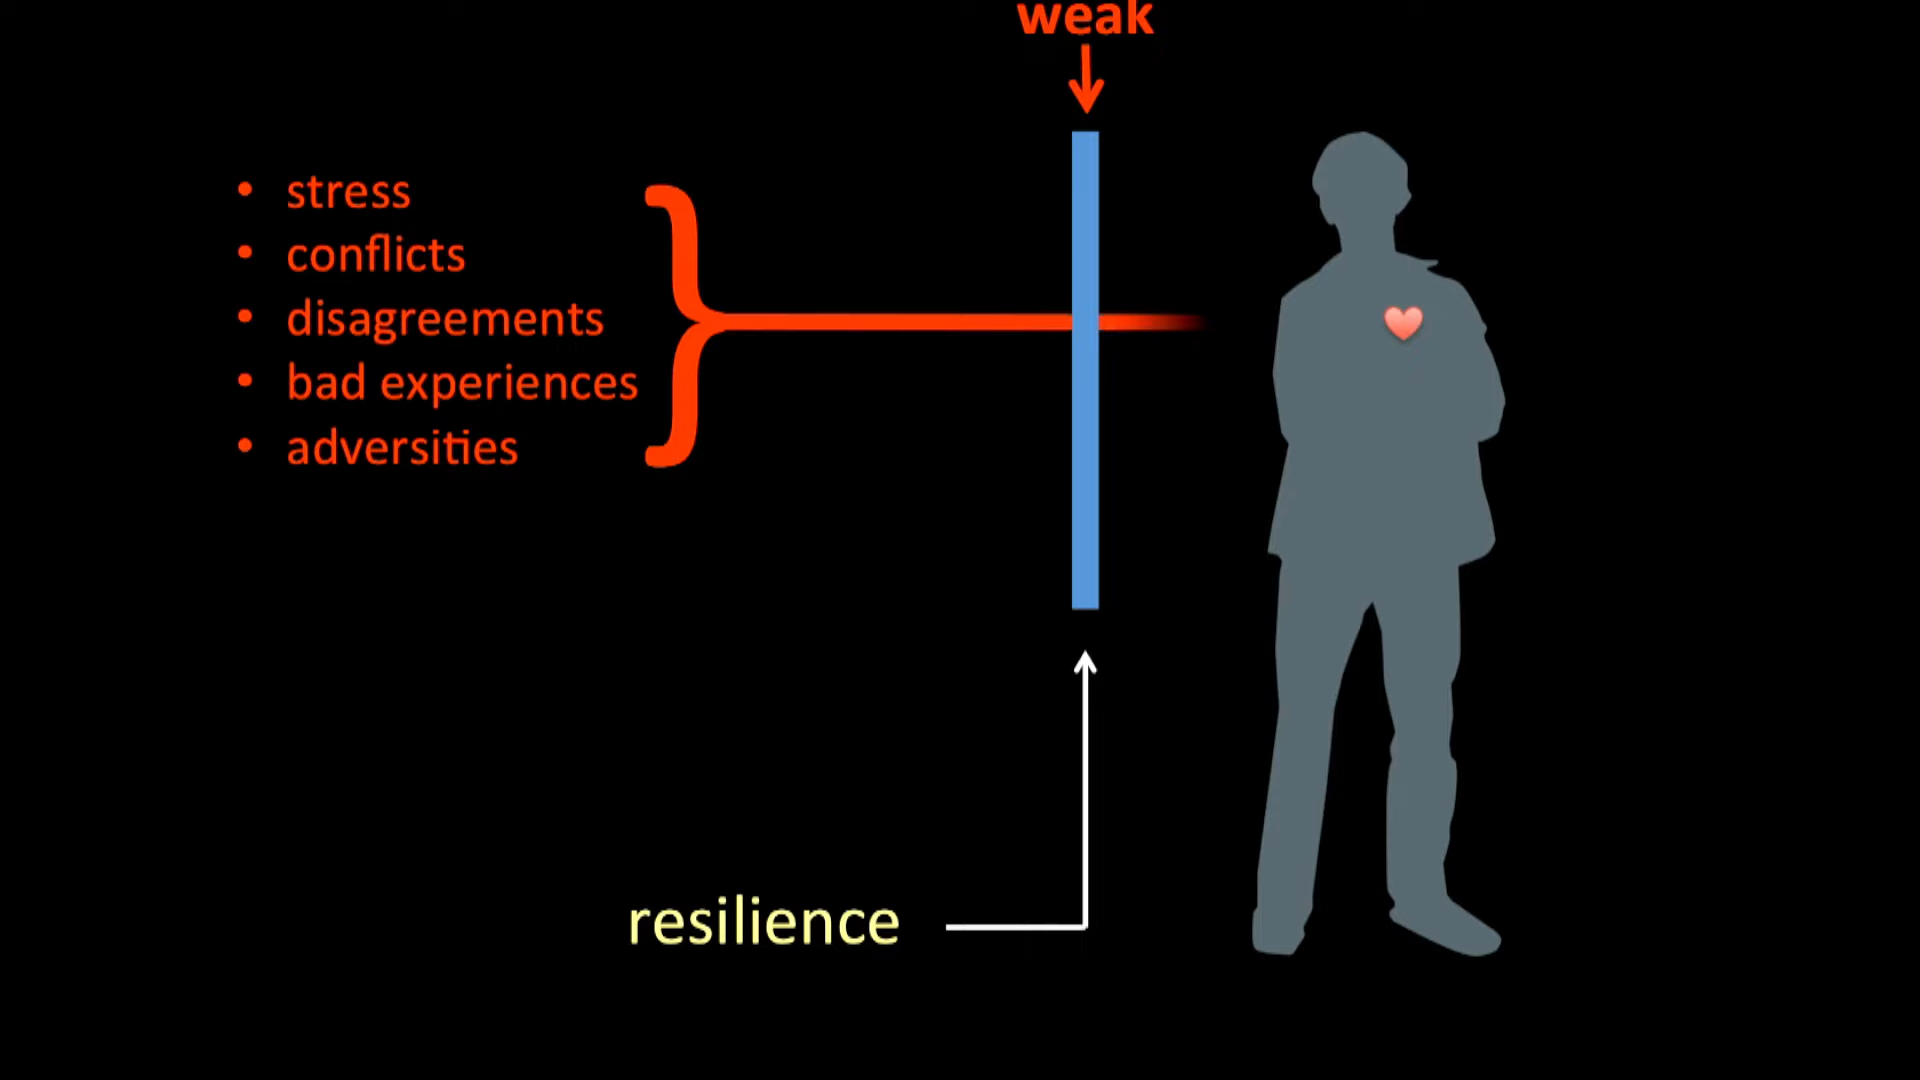 weak
• stress
• conflicts
• disagreements
• bad experiences
• adversities
resilience